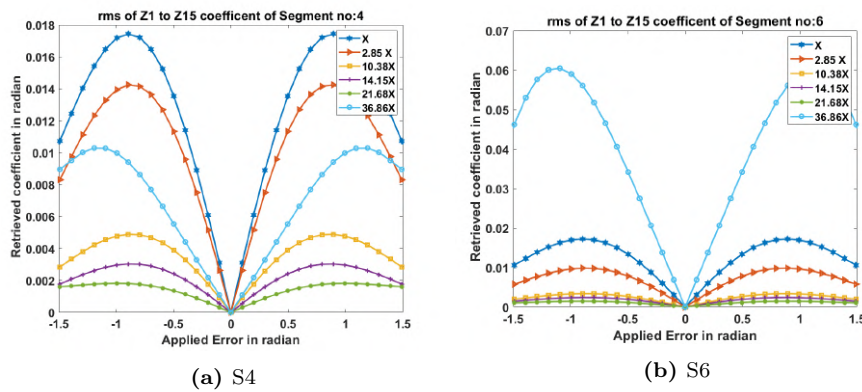 rms of Z1 to Z15 coefficent of Segment no:4
0.018
0.016
0.014
0.012
0.01
0.008
0.006
0.004
0.002
0
Retrieved coefficient in radian
X
2.85 X
10.38X
14.15X
21.68X
36.86X
-1.5 -1 -0.5 0 0.5 1 1.5
Applied Error in radian
(a) S4
rms of Z1 to Z15 coefficent of Segment no:6
0.07
0.06
0.05
0.04
0.03
0.02
0.01
0
Retrieved coefficient in radian
X
2.85 X
10.38X
14.15X
21.68X
36.86X
-1.5 -1 -0.5 0 0.5 1 1.5
Applied Error in radian
(b) S6